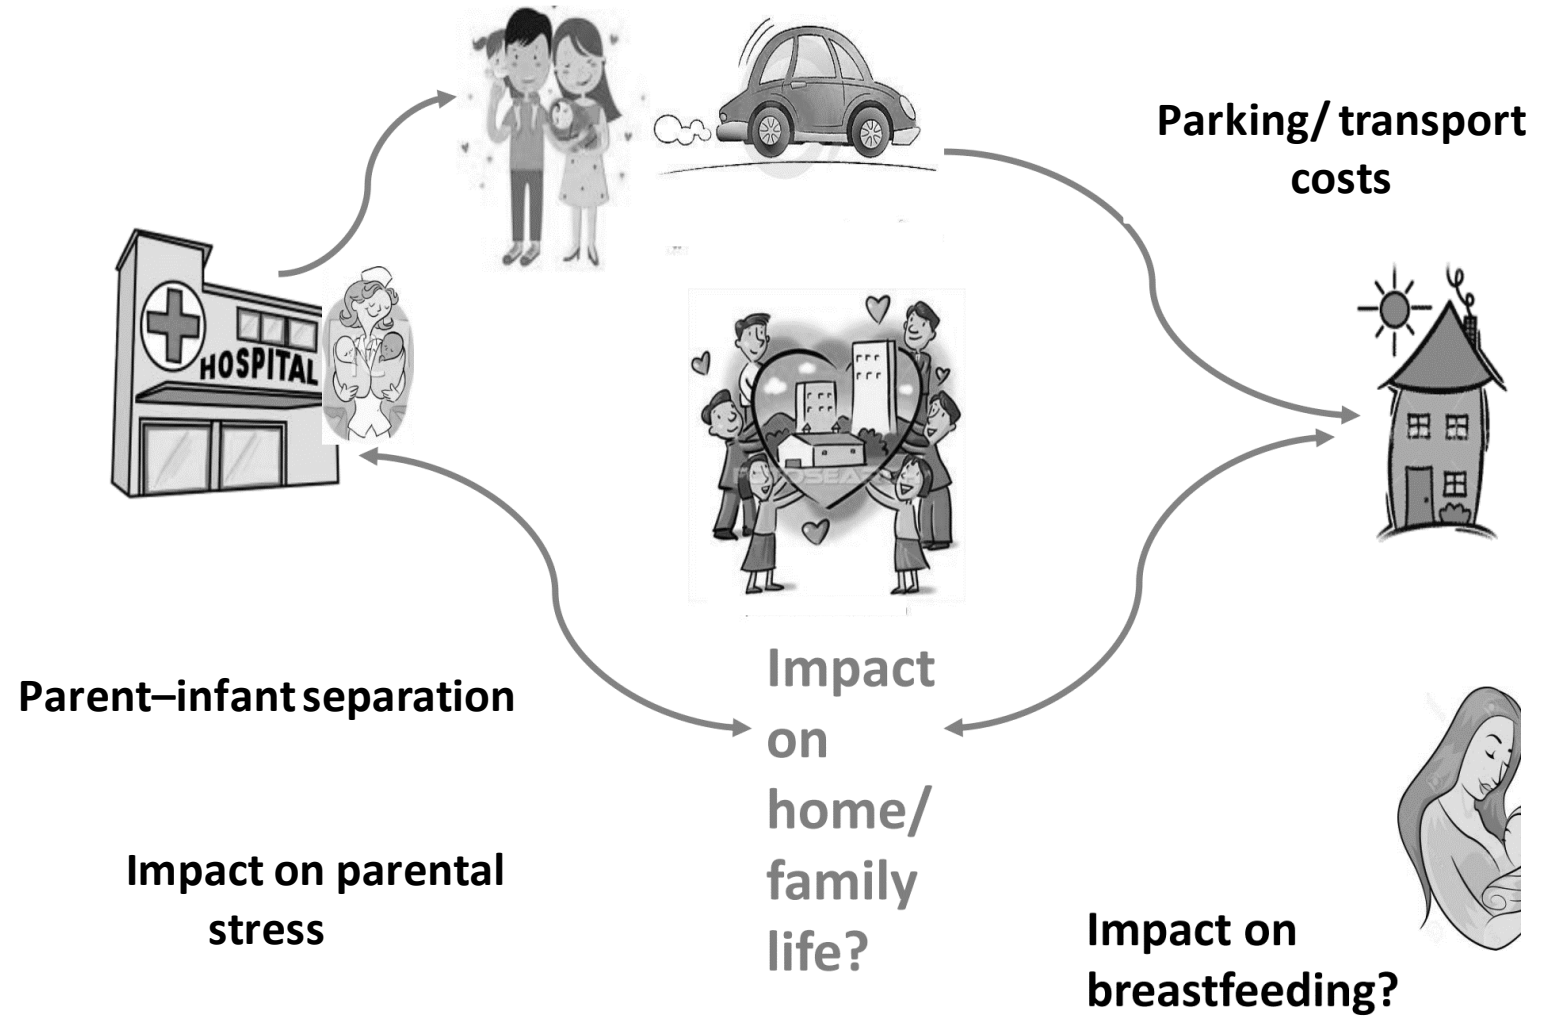 Parking/ transport
costs
HOSPITAL
Parent–infant separation
Impact
on
home/
family
life?
Impact on parental
stress
Impact on
breastfeeding?